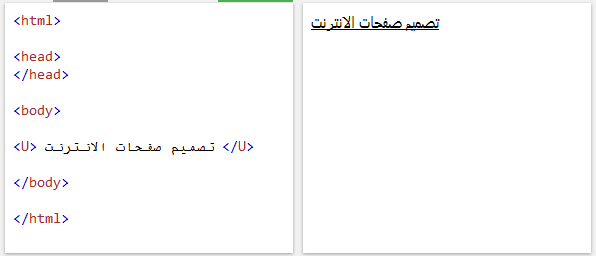 <html>
<head>
</head>
<body>
<U> تصميم صفحات الانترنت </U>
</body>
</html>
تصميم صفحات الانترنت